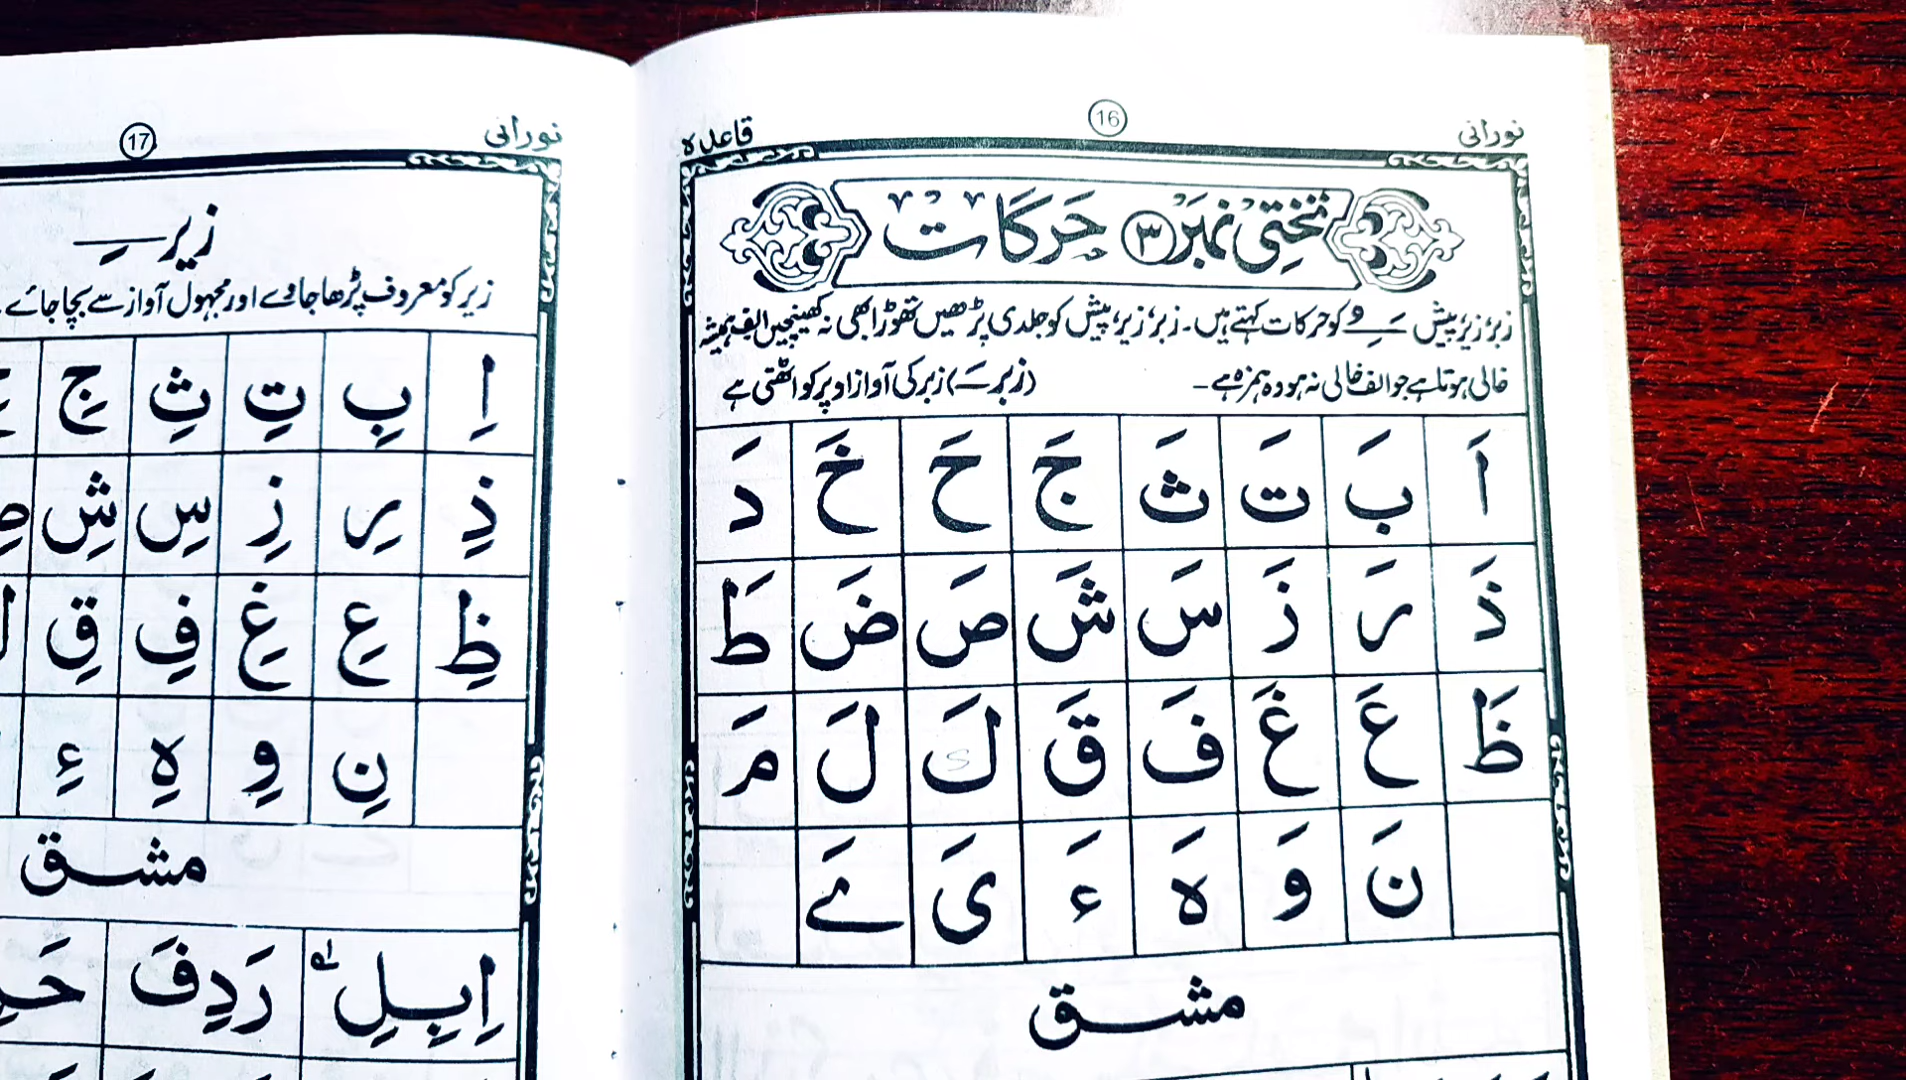 نورانی
16
قاعدہ
تختی نمبر ۳ حَرکَات
زبر، زیر، پیش ـَـِـُ کو حرکات کہتے ہیں۔ زبر، زیر، پیش کو جلدی پڑھیں تھوڑا بھی نہ کھینچیں الف ہمیشہ
خالی ہوتا ہے جو الف خالی نہ ہو وہ ہمزہ ہے۔ (زبر ـَ) زبر کی آواز اوپر کو اٹھتی ہے
اَ بَ تَ ثَ جَ حَ خَ دَ
ذَ رَ زَ سَ شَ صَ ضَ طَ
ظَ عَ غَ فَ قَ كَ لَ مَ
نَ وَ هَ ءَ یَ ےَ
مشق
نورانی
17
زیر ـِ
زیر کو معروف پڑھا جاوے اور مجہول آواز سے بچا جائے۔
اِ بِ تِ ثِ جِ
ذِ رِ زِ سِ شِ
ظِ عِ غِ فِ قِ
نِ وِ هِ ءِ
مشق
اِبِلِ رَدِفَ